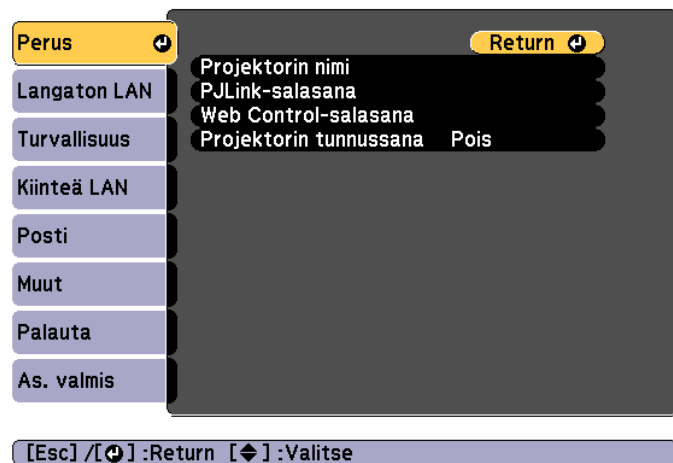 Perus
Return
Projektorin nimi
PJLink-salasana
Web Control-salasana
Projektorin tunnussana Pois
Langaton LAN
Turvallisuus
Kiinteä LAN
Posti
Muut
Palauta
As. valmis
[Esc] /[ ] :Return [ ] :Valitse